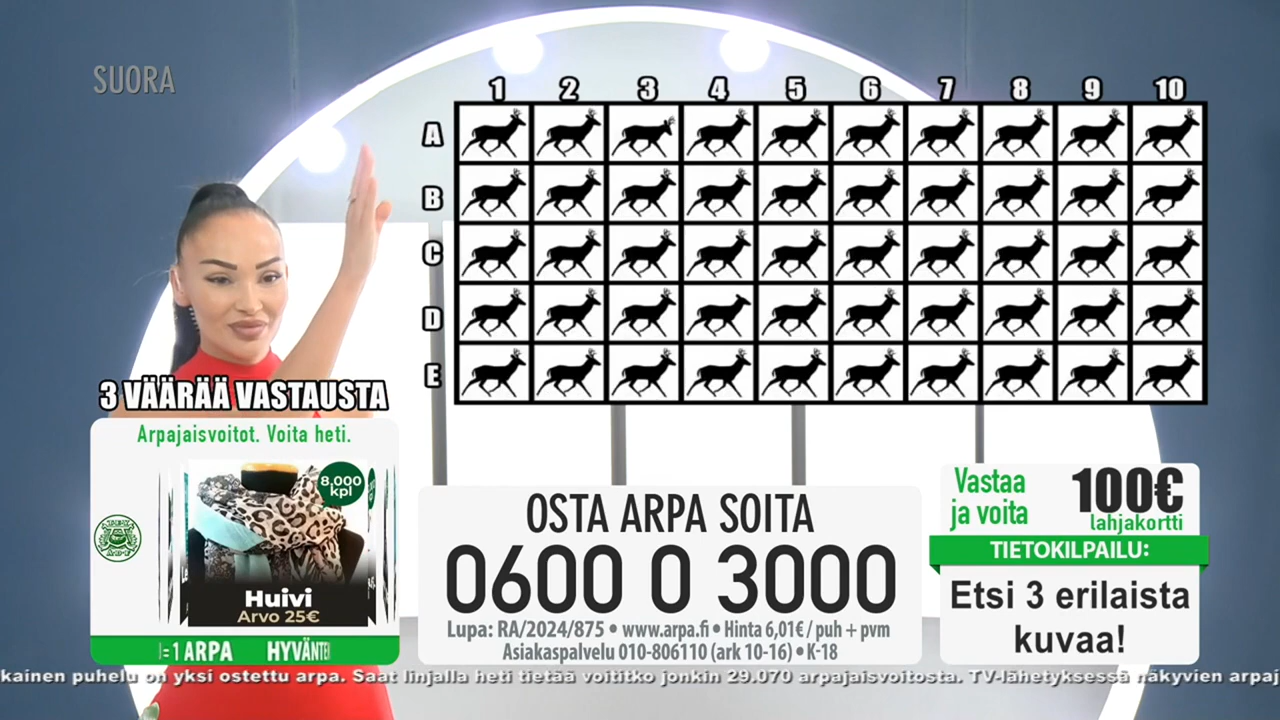 SUORA
1 2 3 4 5 6 7 8 9 10
A
B
C
D
E
3 VÄÄRÄÄ VASTAUSTA
Arpajaisvoitot. Voita heti.
8.000
kpl
Huivi
Arvo 25€
= 1 ARPA
OSTA ARPA SOITA
0600 0 3000
Lupa: RA/2024/875 • www.arpa.fi • Hinta 6,01€ / puh + pvm
Asiakaspalvelu 010-806110 (ark 10-16) • K-18
Vastaa
ja voita
100€
lahjakortti
TIETOKILPAILU:
Etsi 3 erilaista
kuvaa!
kainen puhelu on yksi ostettu arpa. Saat linjalla heti tietää voititko jonkin 29.070 arpajaisvoitosta. TV-lähetyksessä näkyvien arpaj